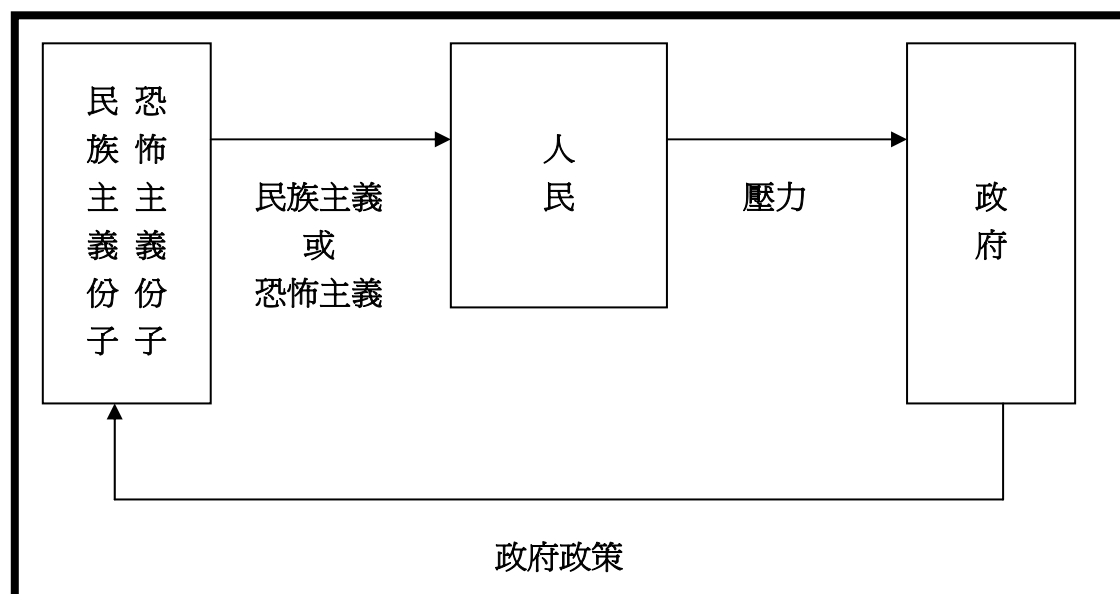 恐怖主義份子
民族主義份子
民族主義
或
恐怖主義
人民
壓力
政府
政府政策